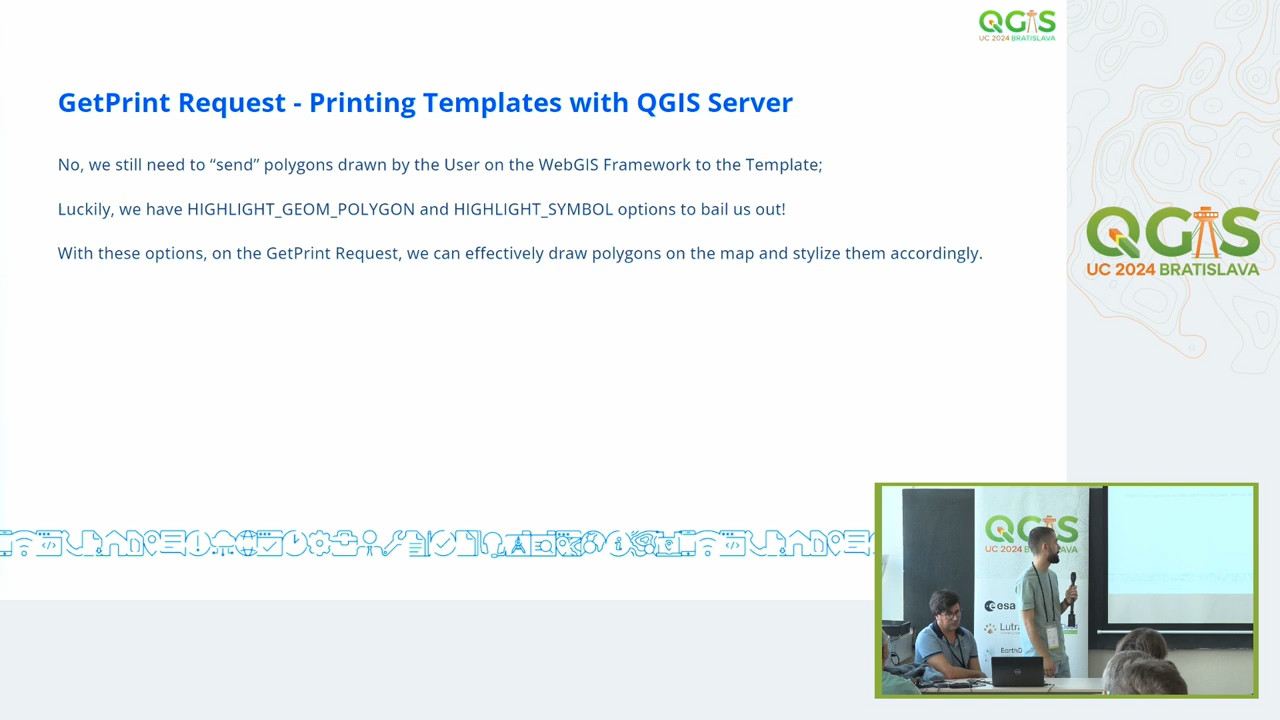 QGIS
UC 2024 BRATISLAVA
GetPrint Request - Printing Templates with QGIS Server
No, we still need to “send” polygons drawn by the User on the WebGIS Framework to the Template;
Luckily, we have HIGHLIGHT_GEOM_POLYGON and HIGHLIGHT_SYMBOL options to bail us out!
With these options, on the GetPrint Request, we can effectively draw polygons on the map and stylize them accordingly.
QGIS
UC 2024 BRATISLAVA
QGIS
UC 2024 BRATISLAVA
esa
Lutra